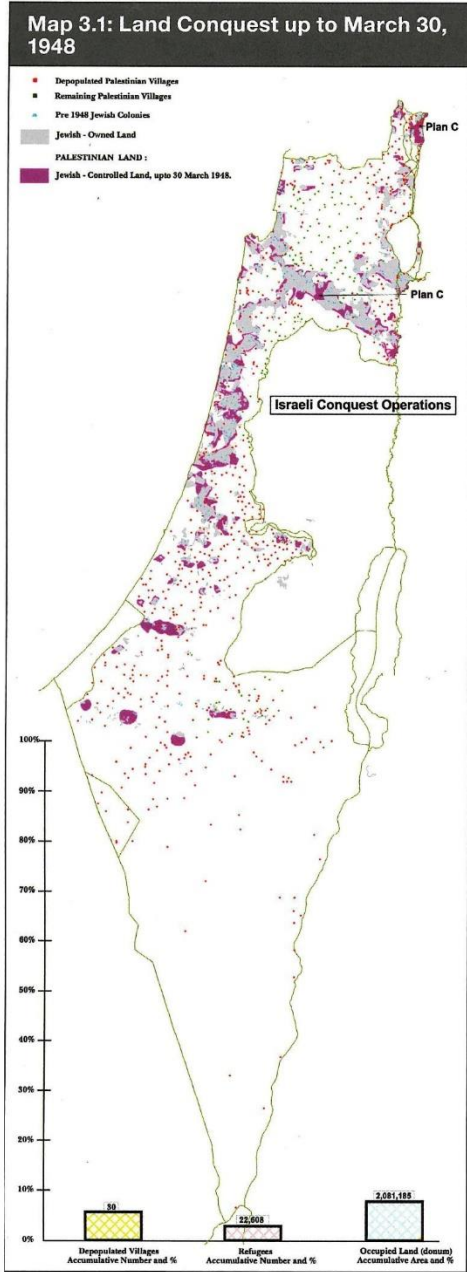 Map 3.1: Land Conquest up to March 30,
1948
Depopulated Palestinian Villages
Remaining Palestinian Villages
Pre 1948 Jewish Colonies
Jewish - Owned Land
PALESTINIAN LAND :
Jewish - Controlled Land, upto 30 March 1948.
Plan C
Plan C
Israeli Conquest Operations
100%
90%
80%
70%
60%
50%
40%
30%
20%
10%
0%
30
22,608
2,081,185
Depopulated Villages
Accumulative Number and %
Refugees
Accumulative Number and %
Occupied Land (donum)
Accumulative Area and %